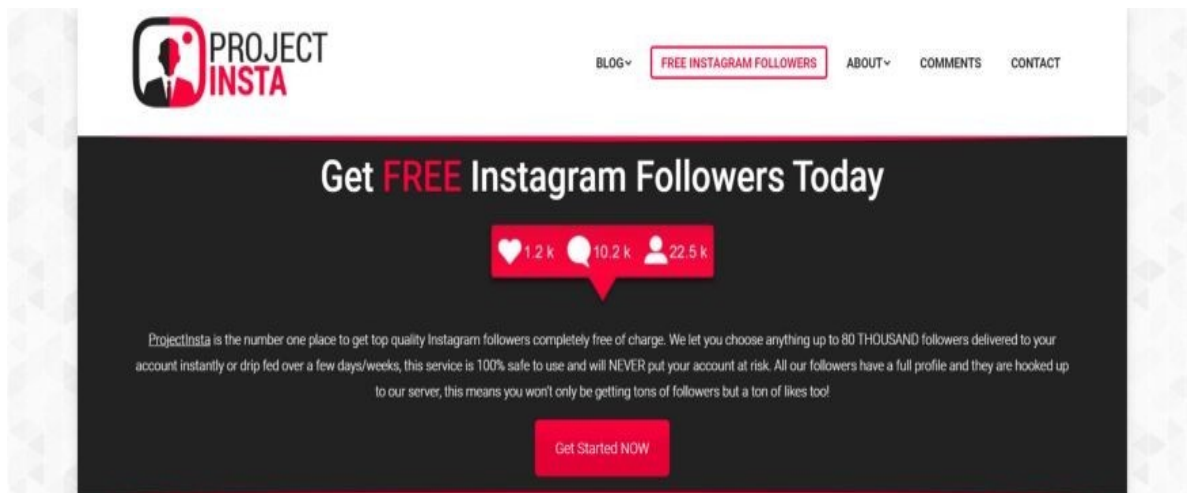 PROJECT
INSTA
BLOG
FREE INSTAGRAM FOLLOWERS
ABOUT
COMMENTS
CONTACT
Get FREE Instagram Followers Today
1.2 k 10.2 k 22.5 k
ProjectInsta is the number one place to get top quality Instagram followers completely free of charge. We let you choose anything up to 80 THOUSAND followers delivered to your
account instantly or drip fed over a few days/weeks, this service is 100% safe to use and will NEVER put your account at risk. All our followers have a full profile and they are hooked up
to our server, this means you won't only be getting tons of followers but a ton of likes too!
Get Started NOW